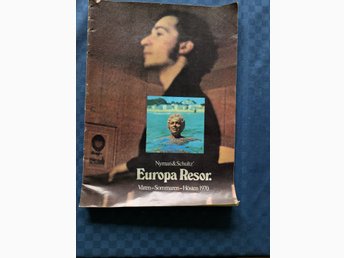 Nyman & Schultz'
Europa Resor.
Våren – Sommaren – Hösten 1970